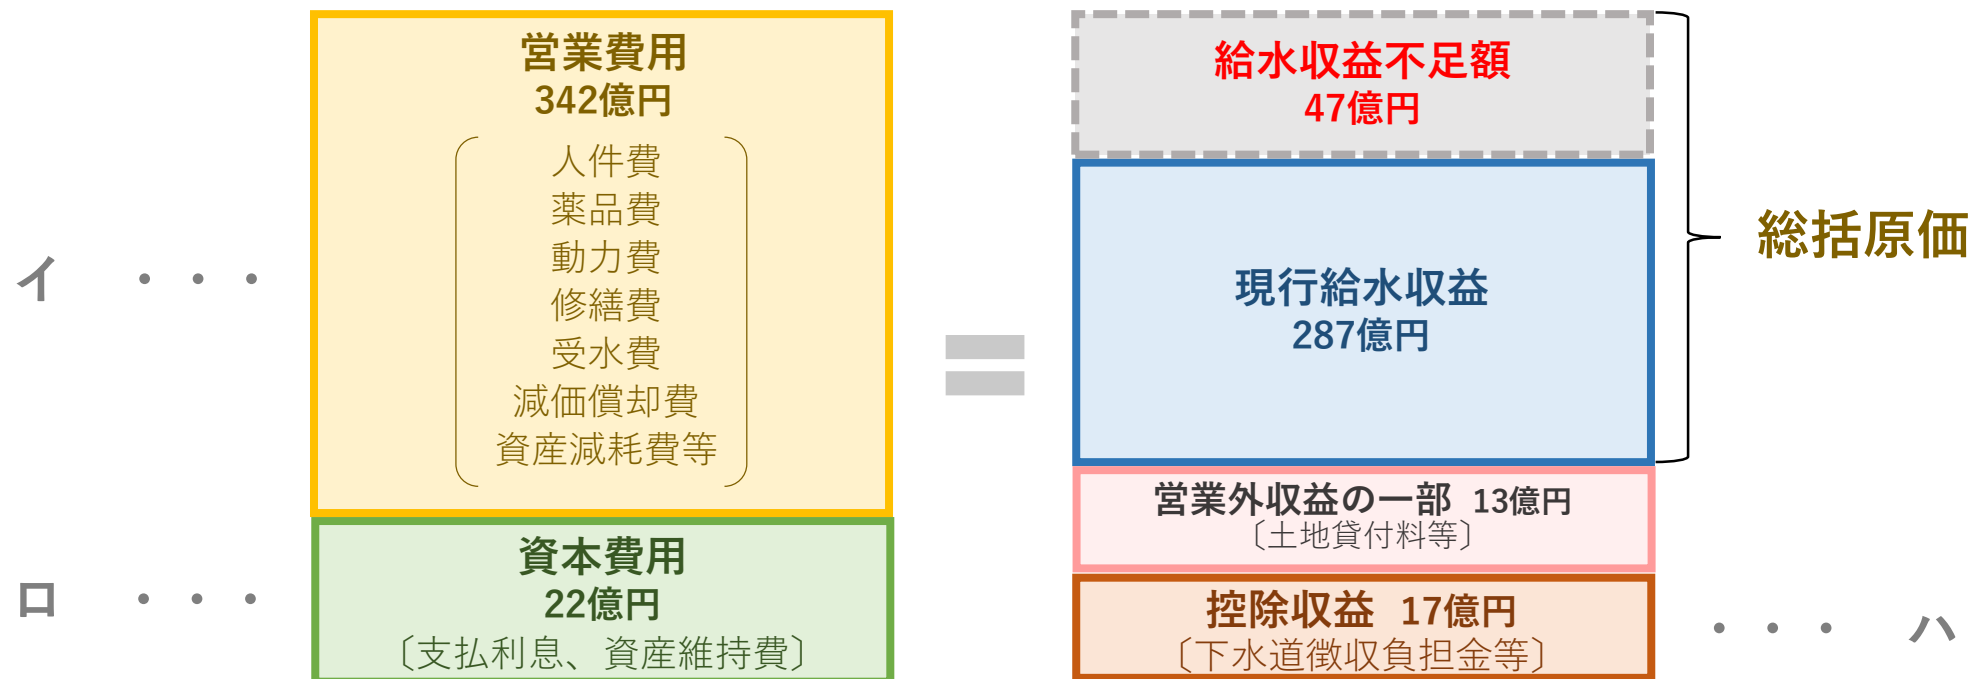 営業費用
342億円
人件費
薬品費
動力費
修繕費
受水費
減価償却費
資産減耗費等
イ ・・・
資本費用
22億円
〔支払利息、資産維持費〕
ロ ・・・
＝
給水収益不足額
47億円
現行給水収益
287億円
総括原価
営業外収益の一部 13億円
〔土地貸付料等〕
控除収益 17億円
〔下水道徴収負担金等〕
・・・ ハ